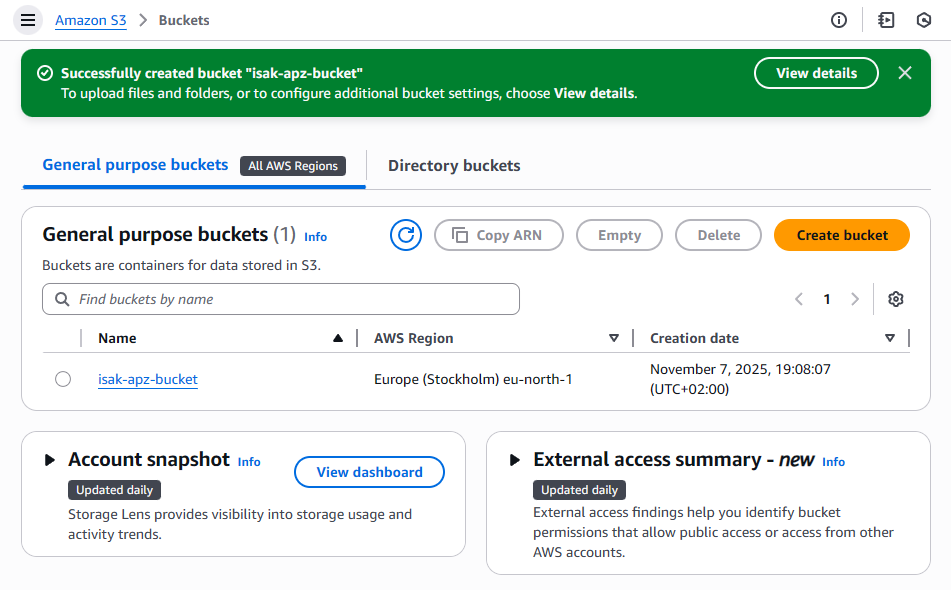 Amazon S3 > Buckets
Successfully created bucket "isak-apz-bucket"
To upload files and folders, or to configure additional bucket settings, choose View details.
View details
General purpose buckets All AWS Regions Directory buckets
General purpose buckets (1) Info
Copy ARN Empty Delete Create bucket
Buckets are containers for data stored in S3.
Find buckets by name
1
Name AWS Region Creation date
isak-apz-bucket Europe (Stockholm) eu-north-1 November 7, 2025, 19:08:07
(UTC+02:00)
Account snapshot Info
View dashboard
Updated daily
Storage Lens provides visibility into storage usage and
activity trends.
External access summary - new Info
Updated daily
External access findings help you identify bucket
permissions that allow public access or access from other
AWS accounts.